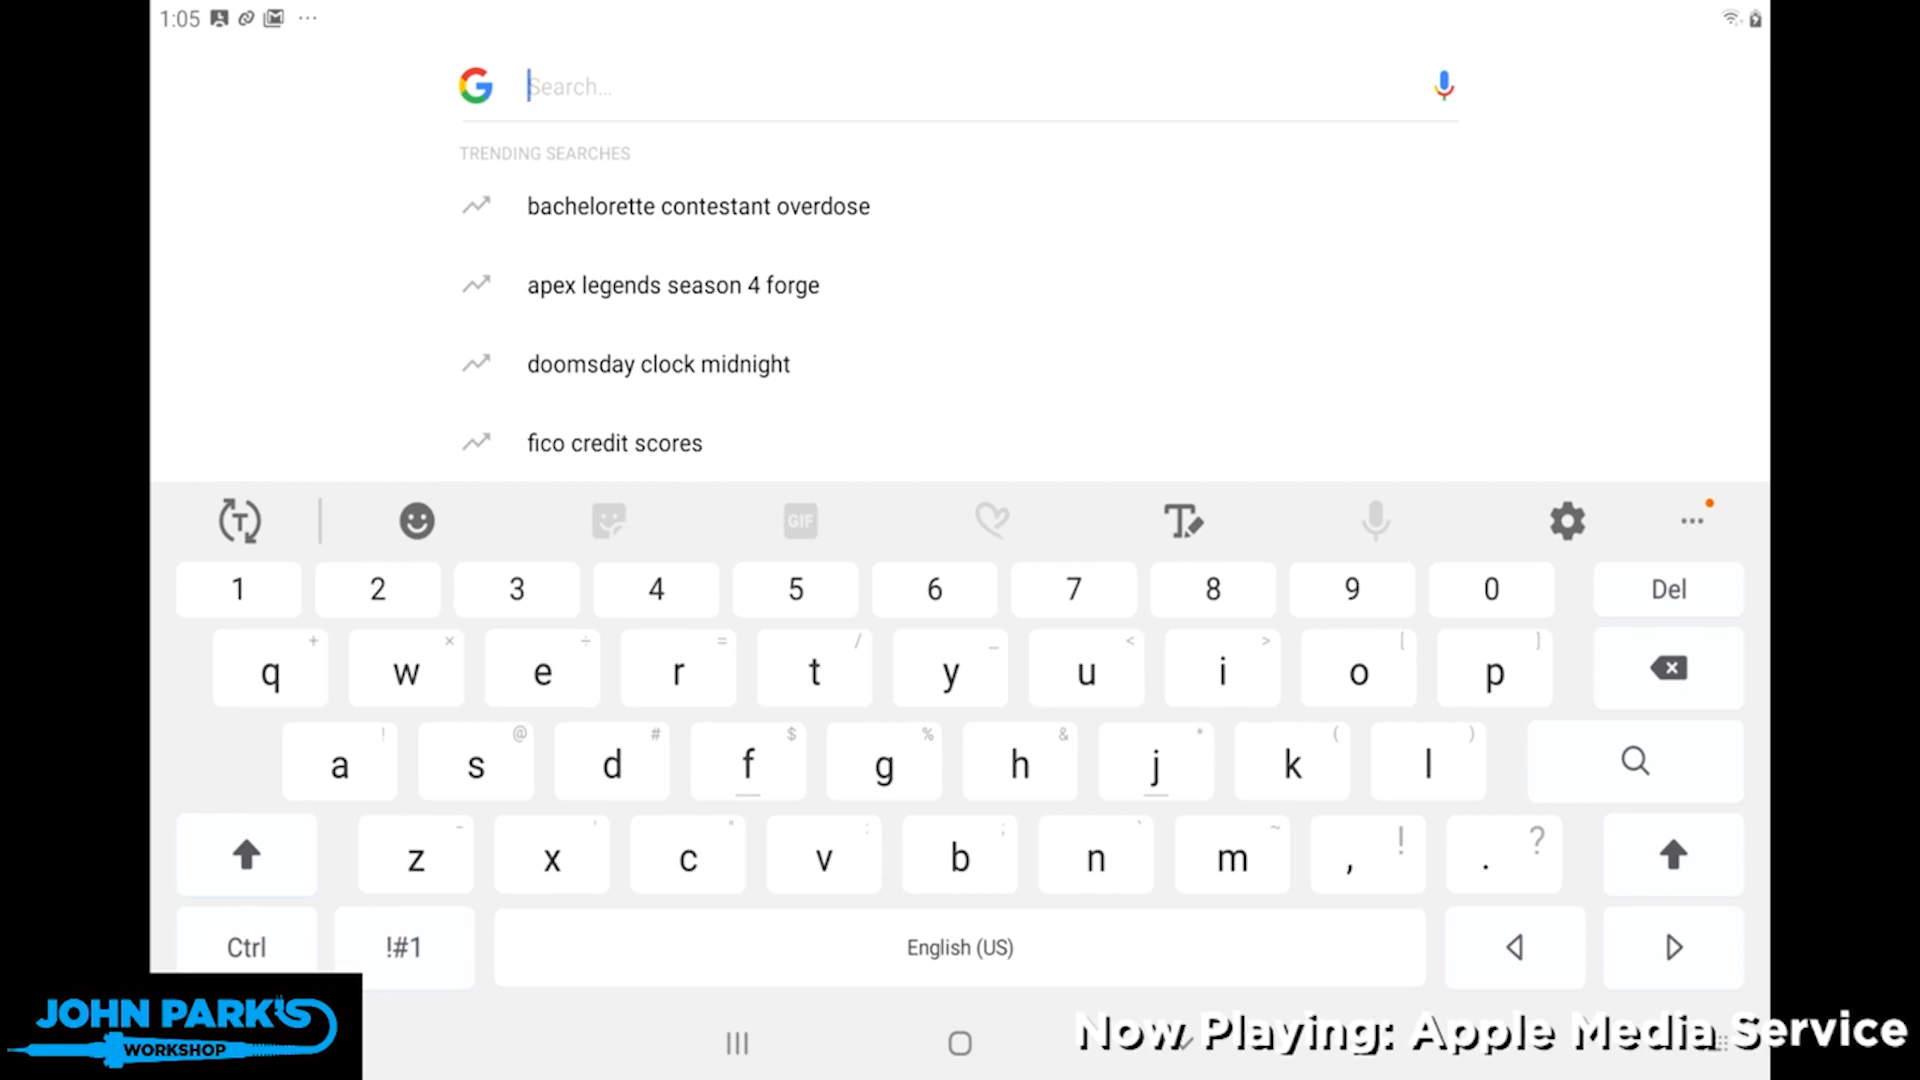 1:05
Search...
TRENDING SEARCHES
bachelorette contestant overdose
apex legends season 4 forge
doomsday clock midnight
fico credit scores
T GIF T ...
1 2 3 4 5 6 7 8 9 0 Del
+ × ÷ = / _ < > [ ]
q w e r t y u i o p
! @ # $ % & * ( )
a s d f g h j k l
- ' " : ; ` ~ ! ?
z x c v b n m , .
Ctrl !#1 English (US)
JOHN PARK'S
WORKSHOP
Now Playing: Apple Media Service